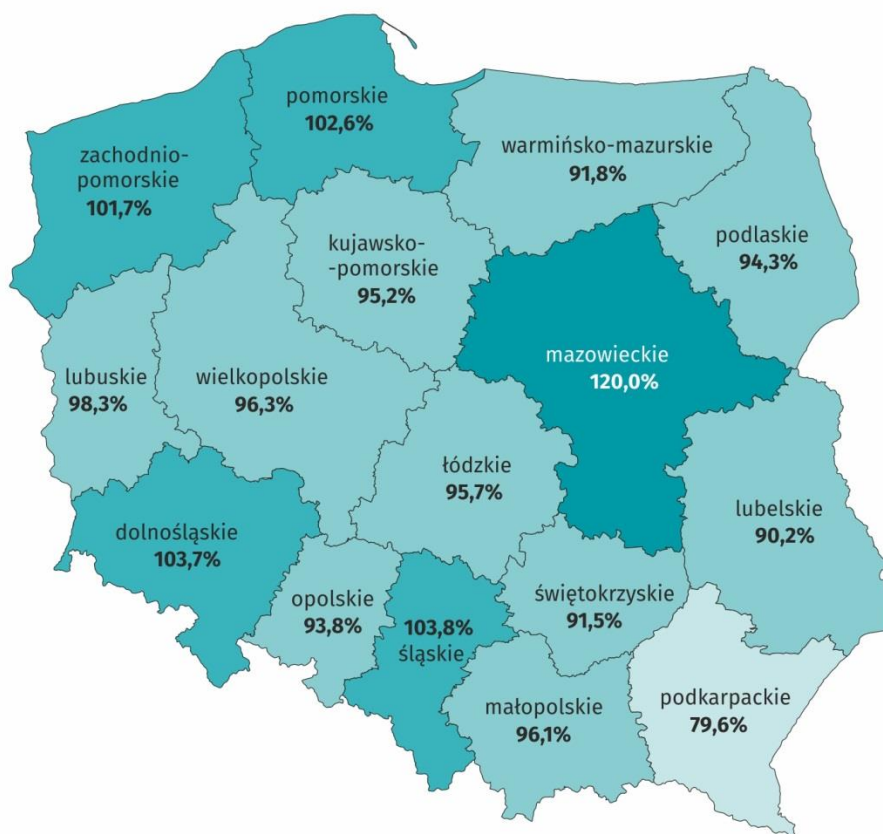 pomorskie
102,6%
zachodnio-
pomorskie
101,7%
warmińsko-mazurskie
91,8%
podlaskie
94,3%
kujawsko-
-pomorskie
95,2%
mazowieckie
120,0%
lubuskie
98,3%
wielkopolskie
96,3%
łódzkie
95,7%
lubelskie
90,2%
dolnośląskie
103,7%
opolskie
93,8%
103,8%
śląskie
świętokrzyskie
91,5%
małopolskie
96,1%
podkarpackie
79,6%